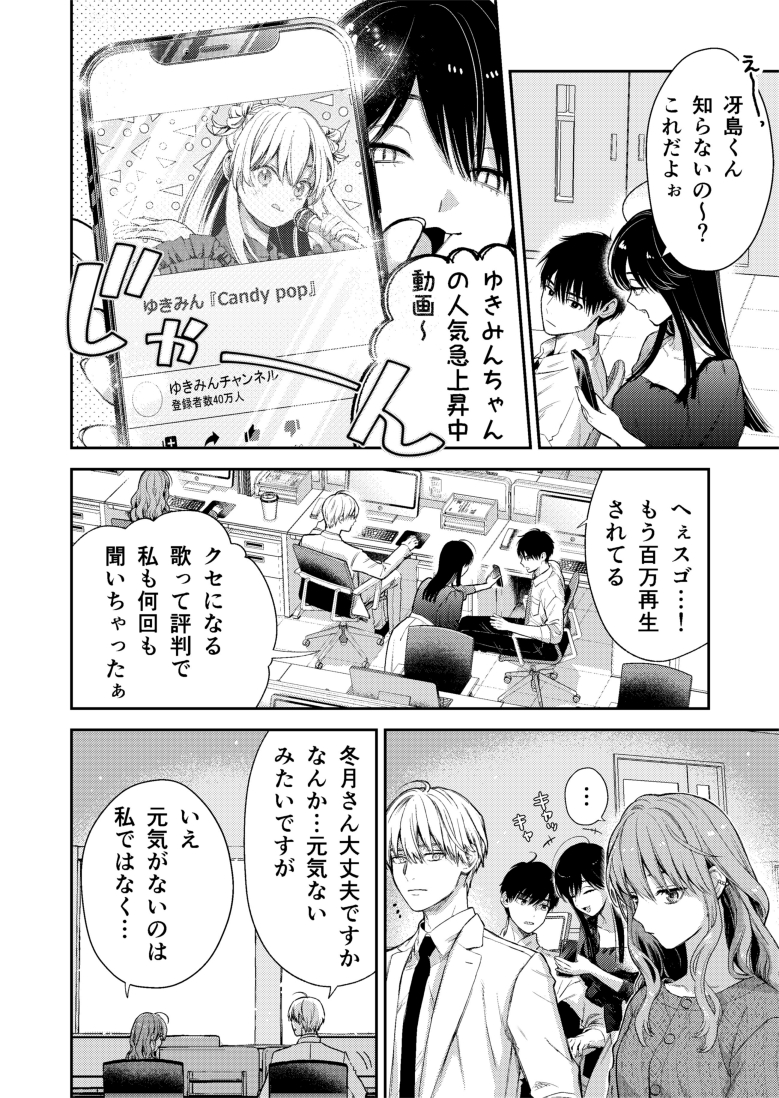 え～っ
冴島くん
知らないの～?
これだよぉ
ゆきみんちゃん
の人気急上昇中
動画～
ゆきみん『Candy pop』
ゆきみんチャンネル
登録者数40万人
じゃーん
へぇスゴ…!
もう百万再生
されてる
クセになる
歌って評判で
私も何回も
聞いちゃったぁ
…
キャッ
キャ
冬月さん大丈夫ですか
なんか…元気ない
みたいですが
いえ
元気がないのは
私ではなく…